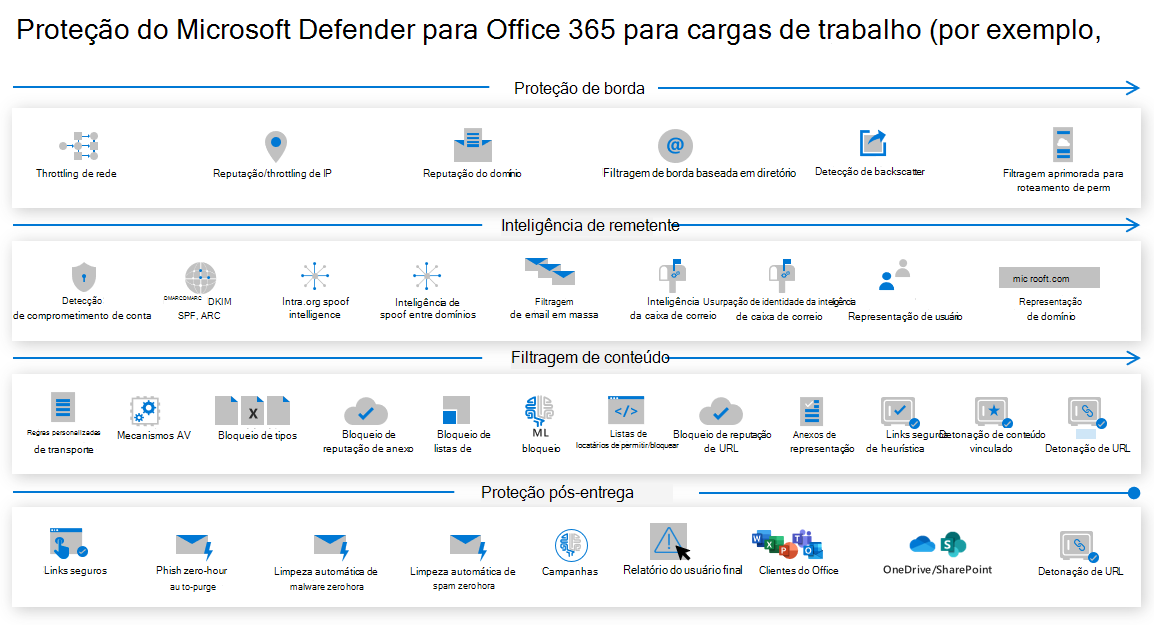 Proteção do Microsoft Defender para Office 365 para cargas de trabalho (por exemplo,
Proteção de borda
Throttling de rede
Reputação/throttling de IP
Reputação do domínio
@
Filtragem de borda baseada em diretório
Detecção de backscatter
Filtragem aprimorada para
roteamento de perm
Inteligência de remetente
Detecção
de comprometimento de conta
DMARCDMARC DKIM
SPF, ARC
Intra.org spoof
intelligence
Inteligência de
spoof entre domínios
Filtragem
de email em massa
Inteligência
da caixa de correio
Usurpação de identidade da inteligência
de caixa de correio
Representação de usuário
mic rooft.com
Representação
de domínio
Filtragem de conteúdo
Regras personalizadas
de transporte
Mecanismos AV
X
Bloqueio de tipos
Bloqueio de
reputação de anexo
Bloqueio de
listas de
ML
bloqueio
</>
Listas de
locatários de permitir/bloquear
Bloqueio de reputação
de URL
Anexos de
representação
Links seguros
de heurística
Detonação de conteúdo
vinculado
Detonação de URL
Proteção pós-entrega
Links seguros
Phish zero-hour
auto-purge
Limpeza automática de
malware zerohora
Limpeza automática de
spam zerohora
Campanhas
Relatório do usuário final
W X P T O
Clientes do Office
S
OneDrive/SharePoint
Detonação de URL